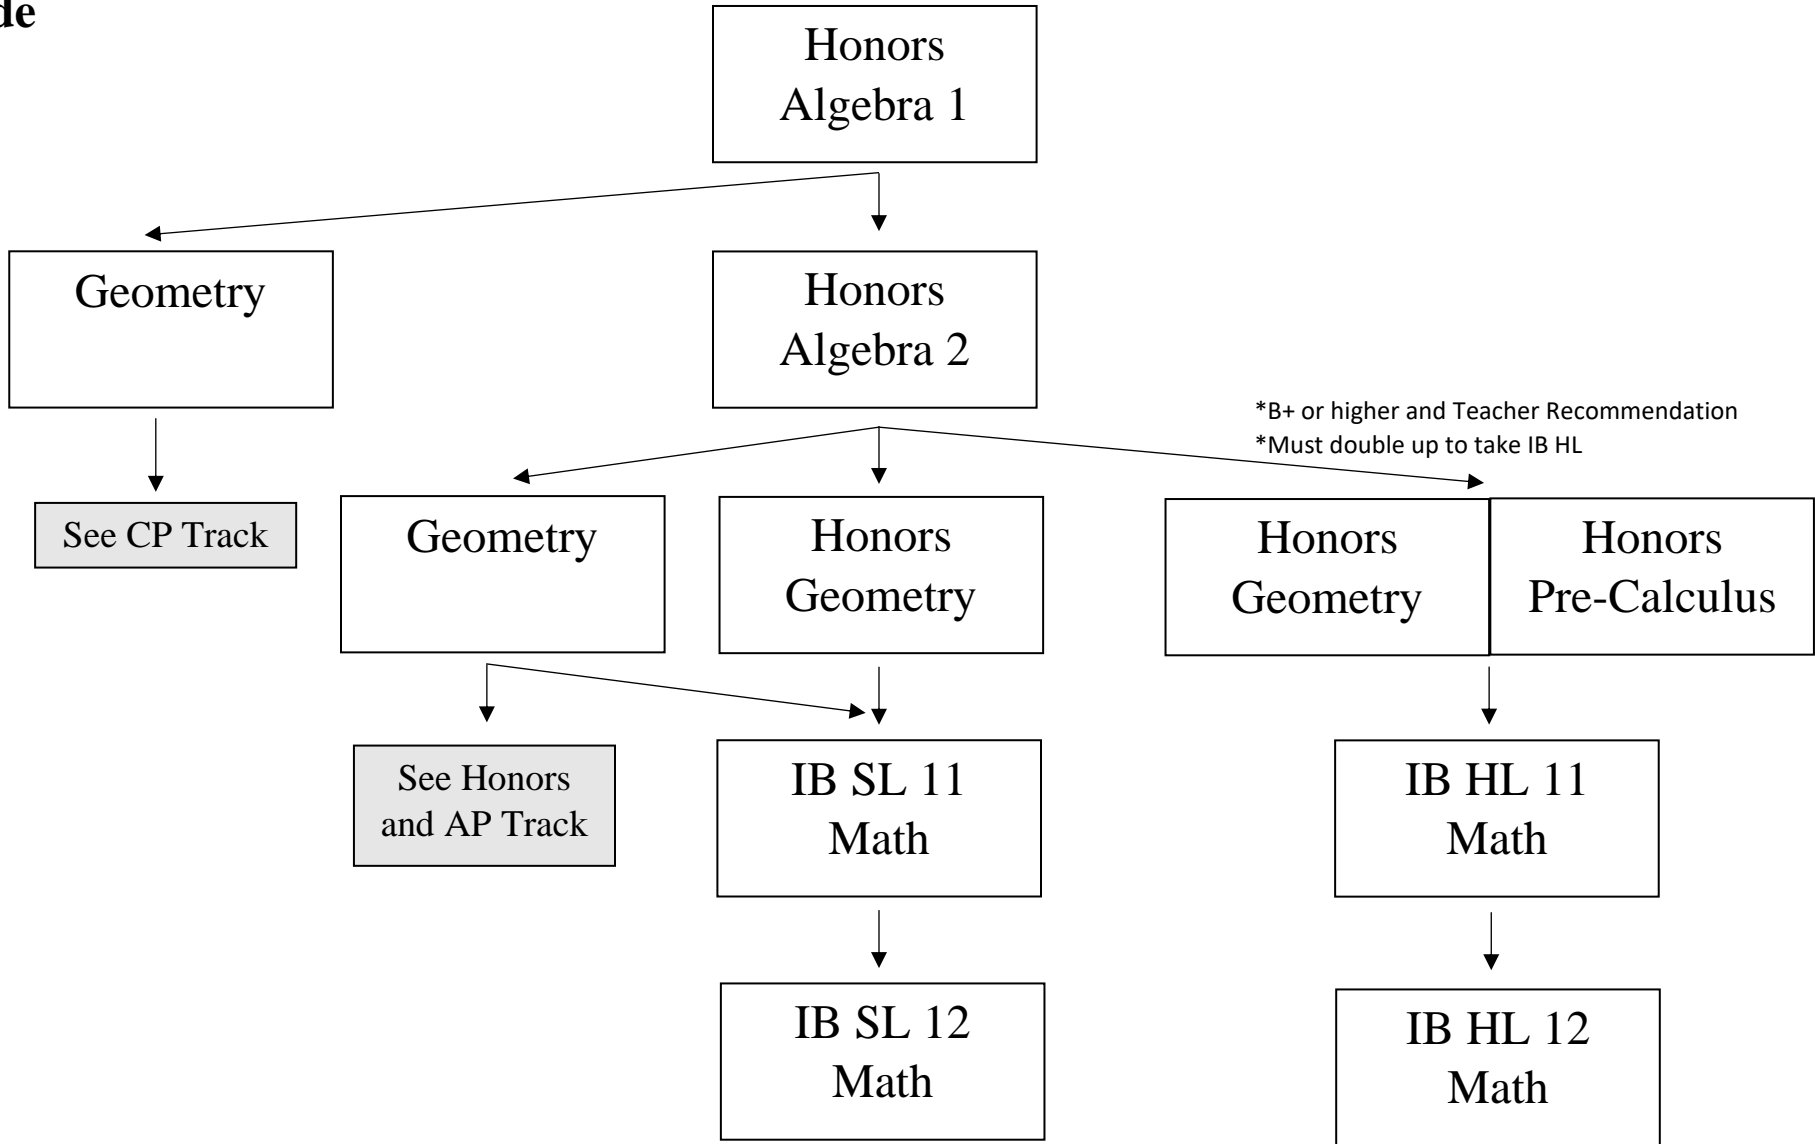 de
Honors
Algebra 1
Geometry
Honors
Algebra 2
*B+ or higher and Teacher Recommendation
*Must double up to take IB HL
See CP Track
Geometry
Honors
Geometry
Honors
Geometry
Honors
Pre-Calculus
See Honors
and AP Track
IB SL 11
Math
IB HL 11
Math
IB SL 12
Math
IB HL 12
Math